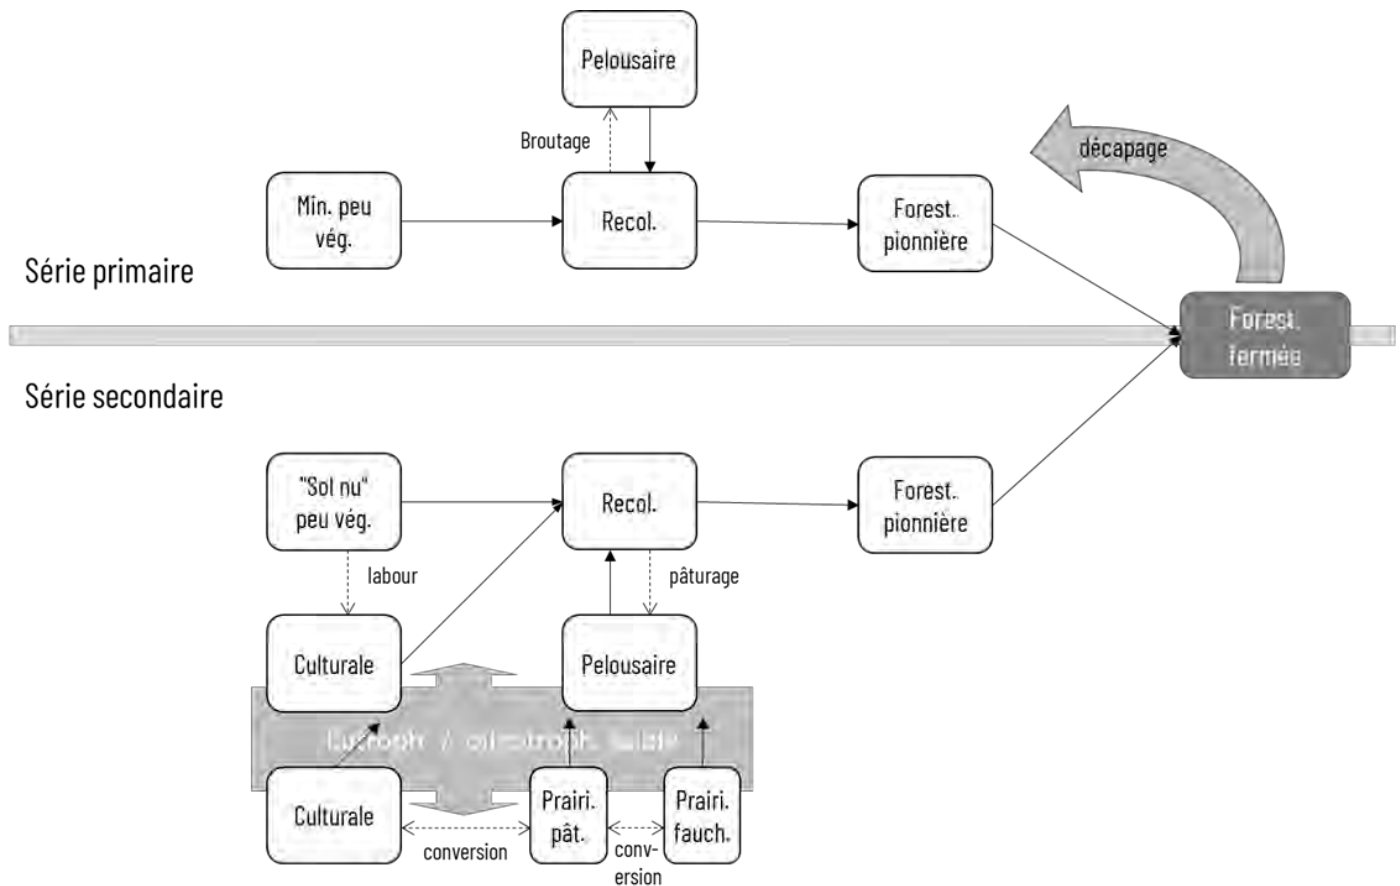 Pelousaire
Broutage
décapage
Min. peu
vég.
Recol.
Forest.
pionnière
Série primaire
Forest.
fermée
Série secondaire
"Sol nu"
peu vég.
Recol.
Forest.
pionnière
labour
pâturage
Culturale
Pelousaire
Culturale
Prairi.
pât.
Prairi.
fauch.
conversion
conv-
ersion